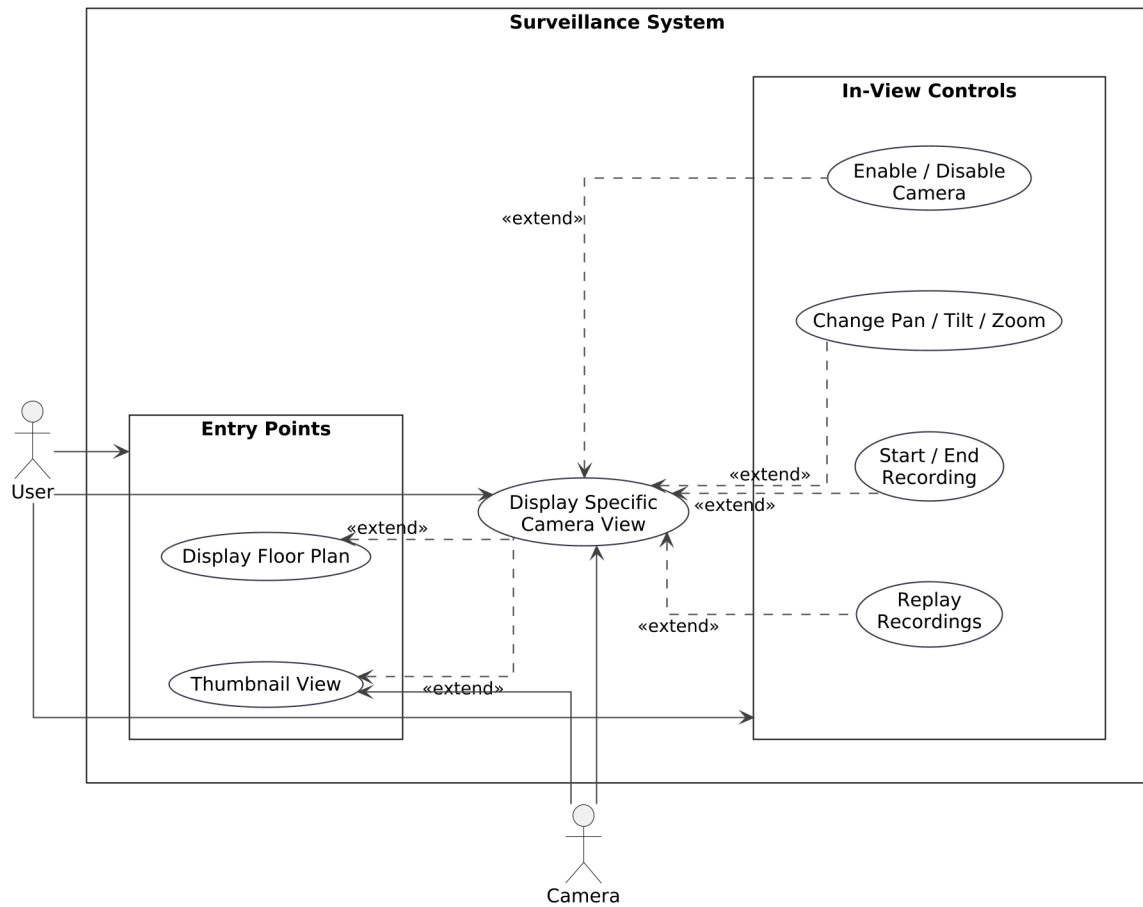 Surveillance System
In-View Controls
Enable / Disable
Camera
«extend»
Change Pan / Tilt / Zoom
Entry Points
User
Start / End
Recording
«extend»
«extend»
Display Specific
Camera View
«extend»
Display Floor Plan
Replay
Recordings
«extend»
Thumbnail View
«extend»
Camera